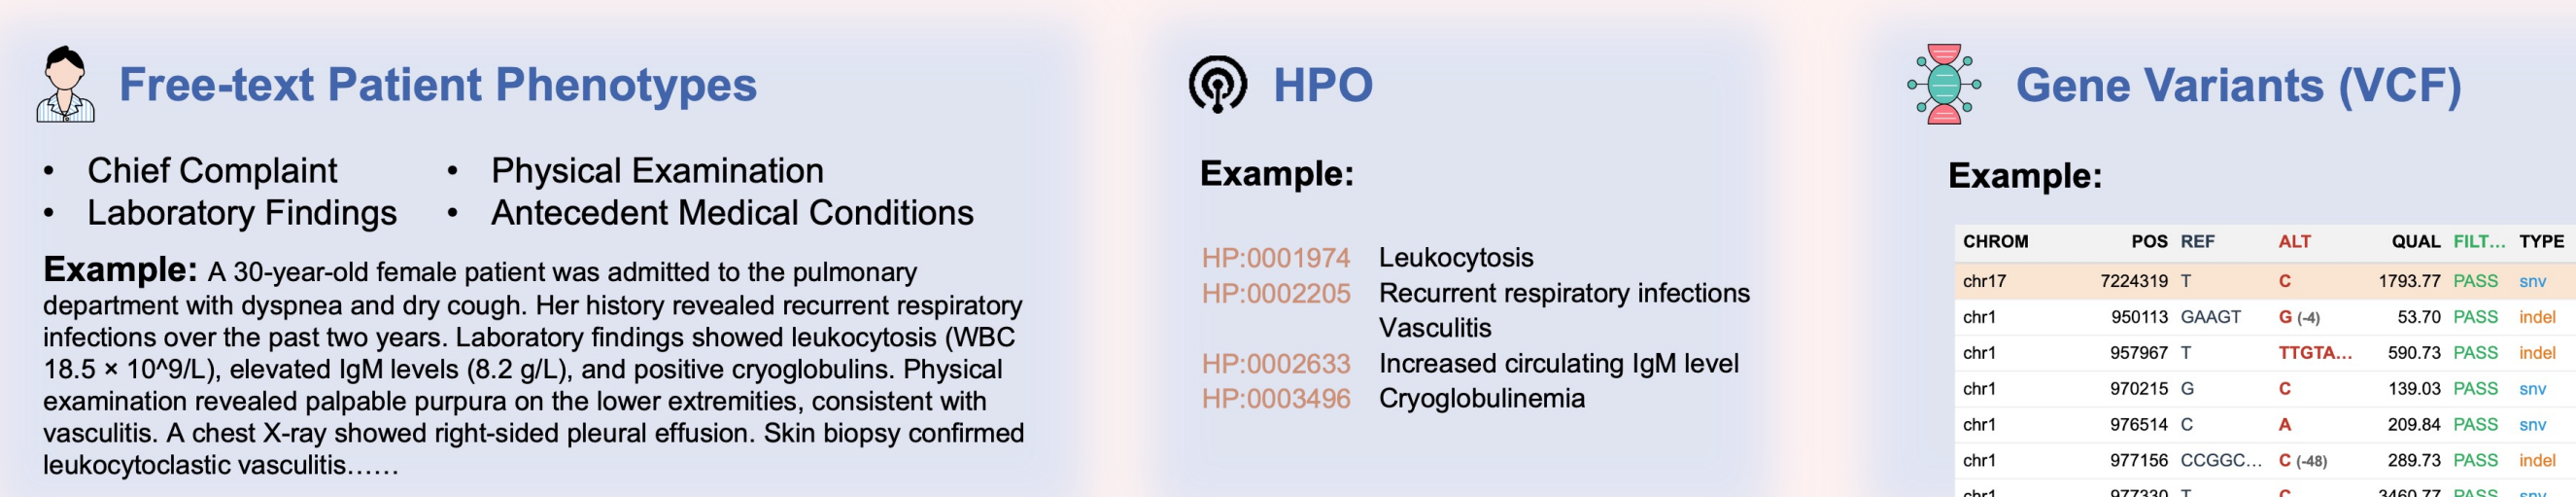 Free-text Patient Phenotypes
• Chief Complaint
• Laboratory Findings
• Physical Examination
• Antecedent Medical Conditions
Example: A 30-year-old female patient was admitted to the pulmonary
department with dyspnea and dry cough. Her history revealed recurrent respiratory
infections over the past two years. Laboratory findings showed leukocytosis (WBC
18.5 × 10^9/L), elevated IgM levels (8.2 g/L), and positive cryoglobulins. Physical
examination revealed palpable purpura on the lower extremities, consistent with
vasculitis. A chest X-ray showed right-sided pleural effusion. Skin biopsy confirmed
leukocytoclastic vasculitis……
HPO
Example:
HP:0001974 Leukocytosis
HP:0002205 Recurrent respiratory infections
Vasculitis
HP:0002633 Increased circulating IgM level
HP:0003496 Cryoglobulinemia
Gene Variants (VCF)
Example:
CHROM POS REF ALT QUAL FILT... TYPE
chr17 7224319 T C 1793.77 PASS snv
chr1 950113 GAAGT G (-4) 53.70 PASS indel
chr1 957967 T TTGTA... 590.73 PASS indel
chr1 970215 G C 139.03 PASS snv
chr1 976514 C A 209.84 PASS snv
chr1 977156 CCGGC... C (-48) 289.73 PASS indel
chr1 977330 T C 3460.77 PASS snv